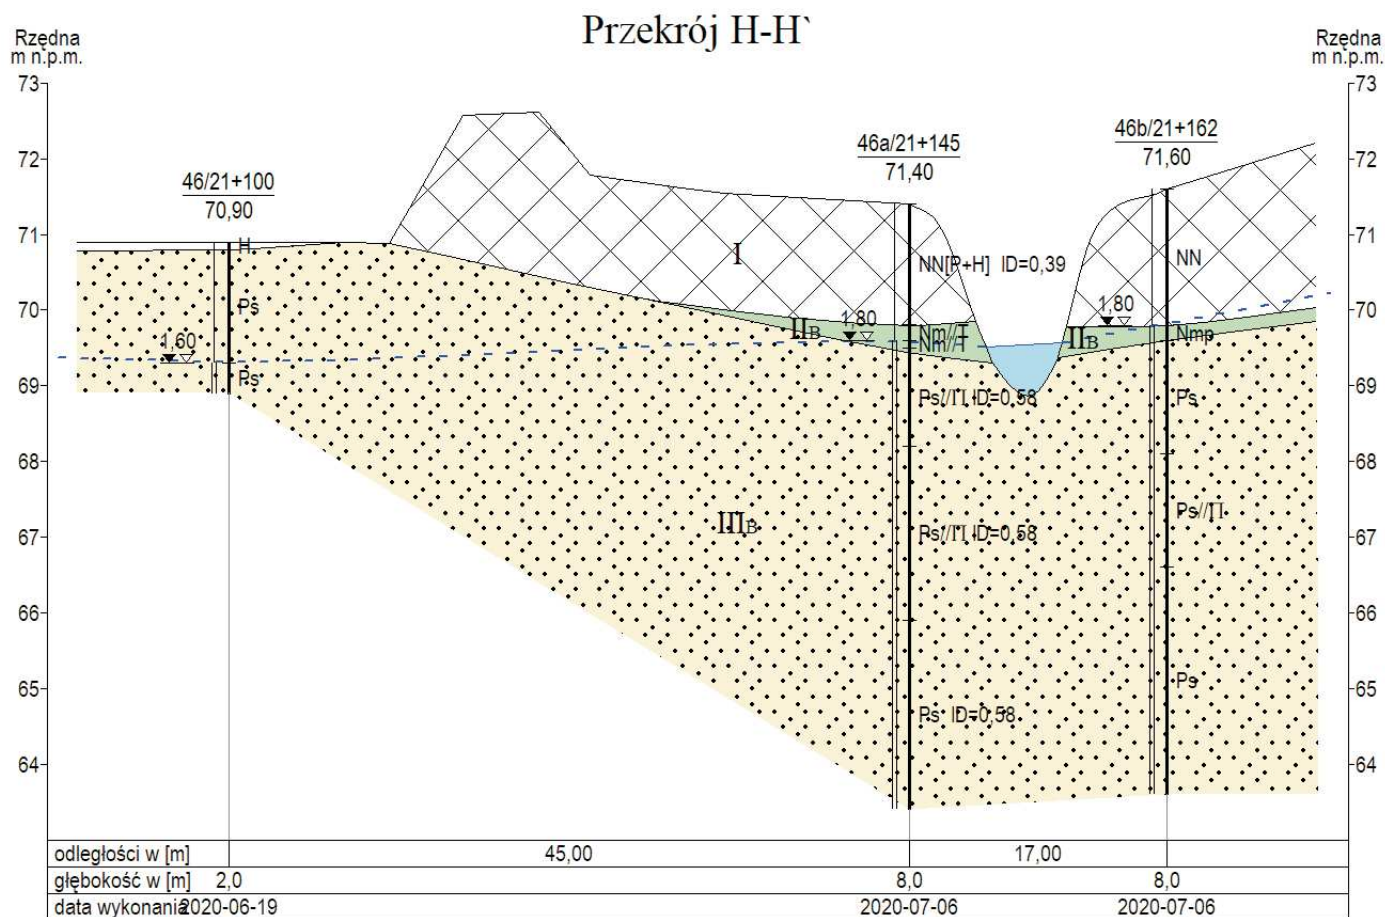 Przekrój H-H`
Rzędna
m n.p.m.
Rzędna
m n.p.m.
73
73
46b/21+162
71,60
46a/21+145
71,40
72
72
46/21+100
70,90
71
71
H
I
NN[P+H] ID=0,39
NN
Ps
70
70
1,80
1,80
IIB
IIB
Nm//T
Nm//T
Nmp
1,60
Ps
69
69
Ps//Π ID=0,58
Ps
68
68
IIIB
Ps//Π ID=0,58
Ps//Π
67
67
66
66
65
65
Ps ID=0,58
Ps
64
64
odległości w [m] 45,00 17,00
głębokość w [m] 2,0 8,0 8,0
data wykonania 2020-06-19 2020-07-06 2020-07-06